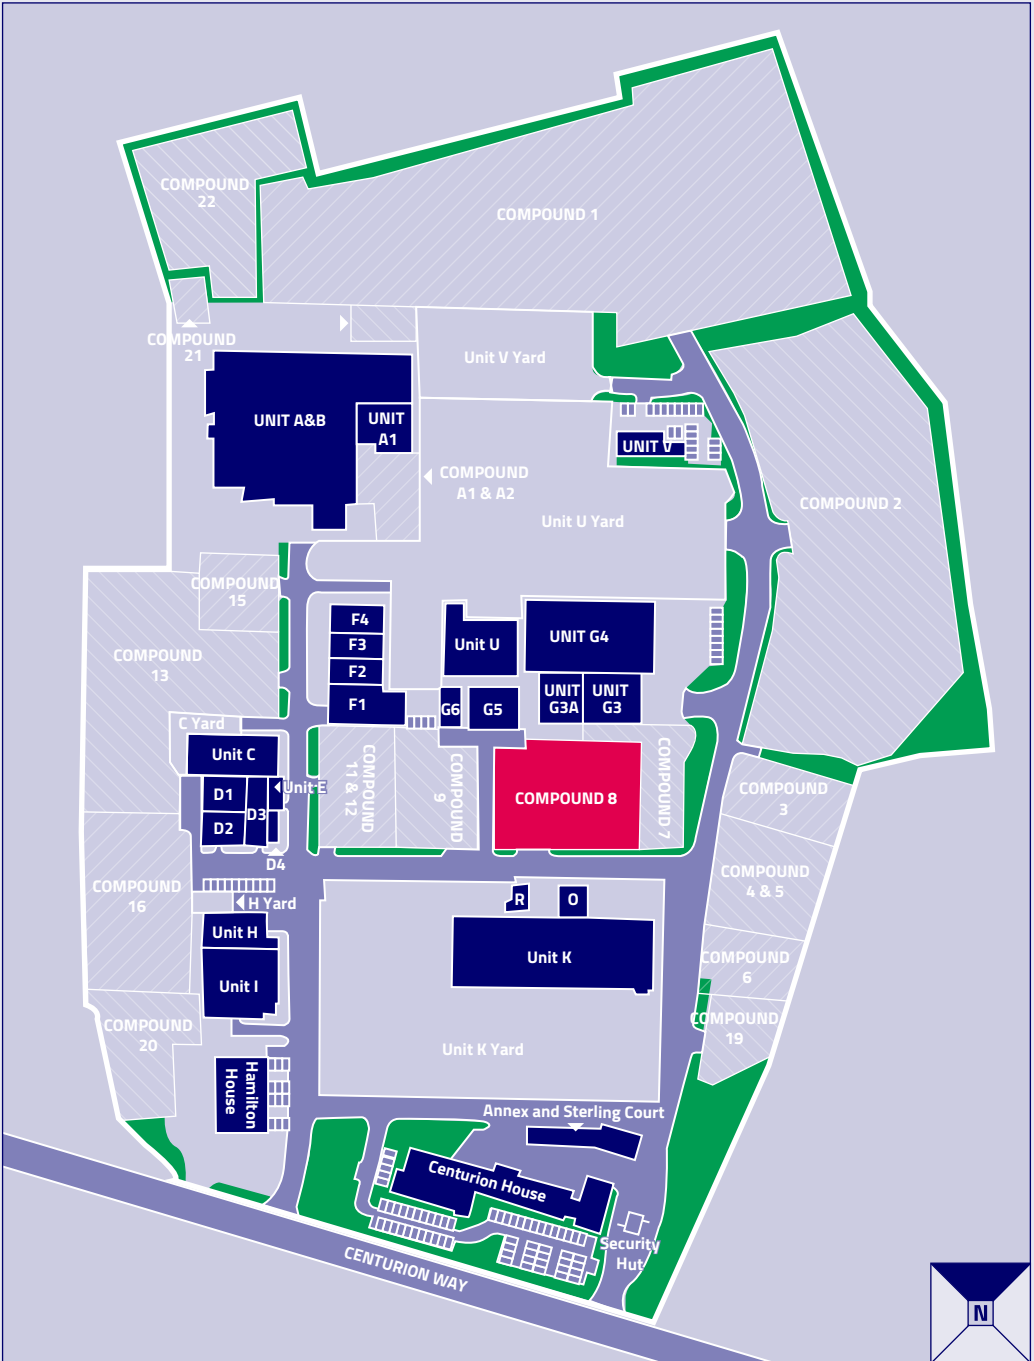 COMPOUND
22
COMPOUND 1
COMPOUND
21
Unit V Yard
UNIT A&B
UNIT
A1
UNIT V
COMPOUND
A1 & A2
COMPOUND 2
Unit U Yard
COMPOUND
15
COMPOUND
13
F4
F3
F2
F1
Unit U
UNIT G4
UNIT
G3A
UNIT
G3
G6
G5
C Yard
Unit C
D1
D2
D3
Unit E
D4
COMPOUND
11 & 12
COMPOUND
9
COMPOUND 8
COMPOUND 7
COMPOUND
3
COMPOUND
4 & 5
COMPOUND
16
H Yard
R
O
Unit H
Unit K
Unit I
COMPOUND
6
COMPOUND
19
COMPOUND
20
Unit K Yard
Hamilton
House
Annex and Sterling Court
Centurion House
Security
Hut
CENTURION WAY
N